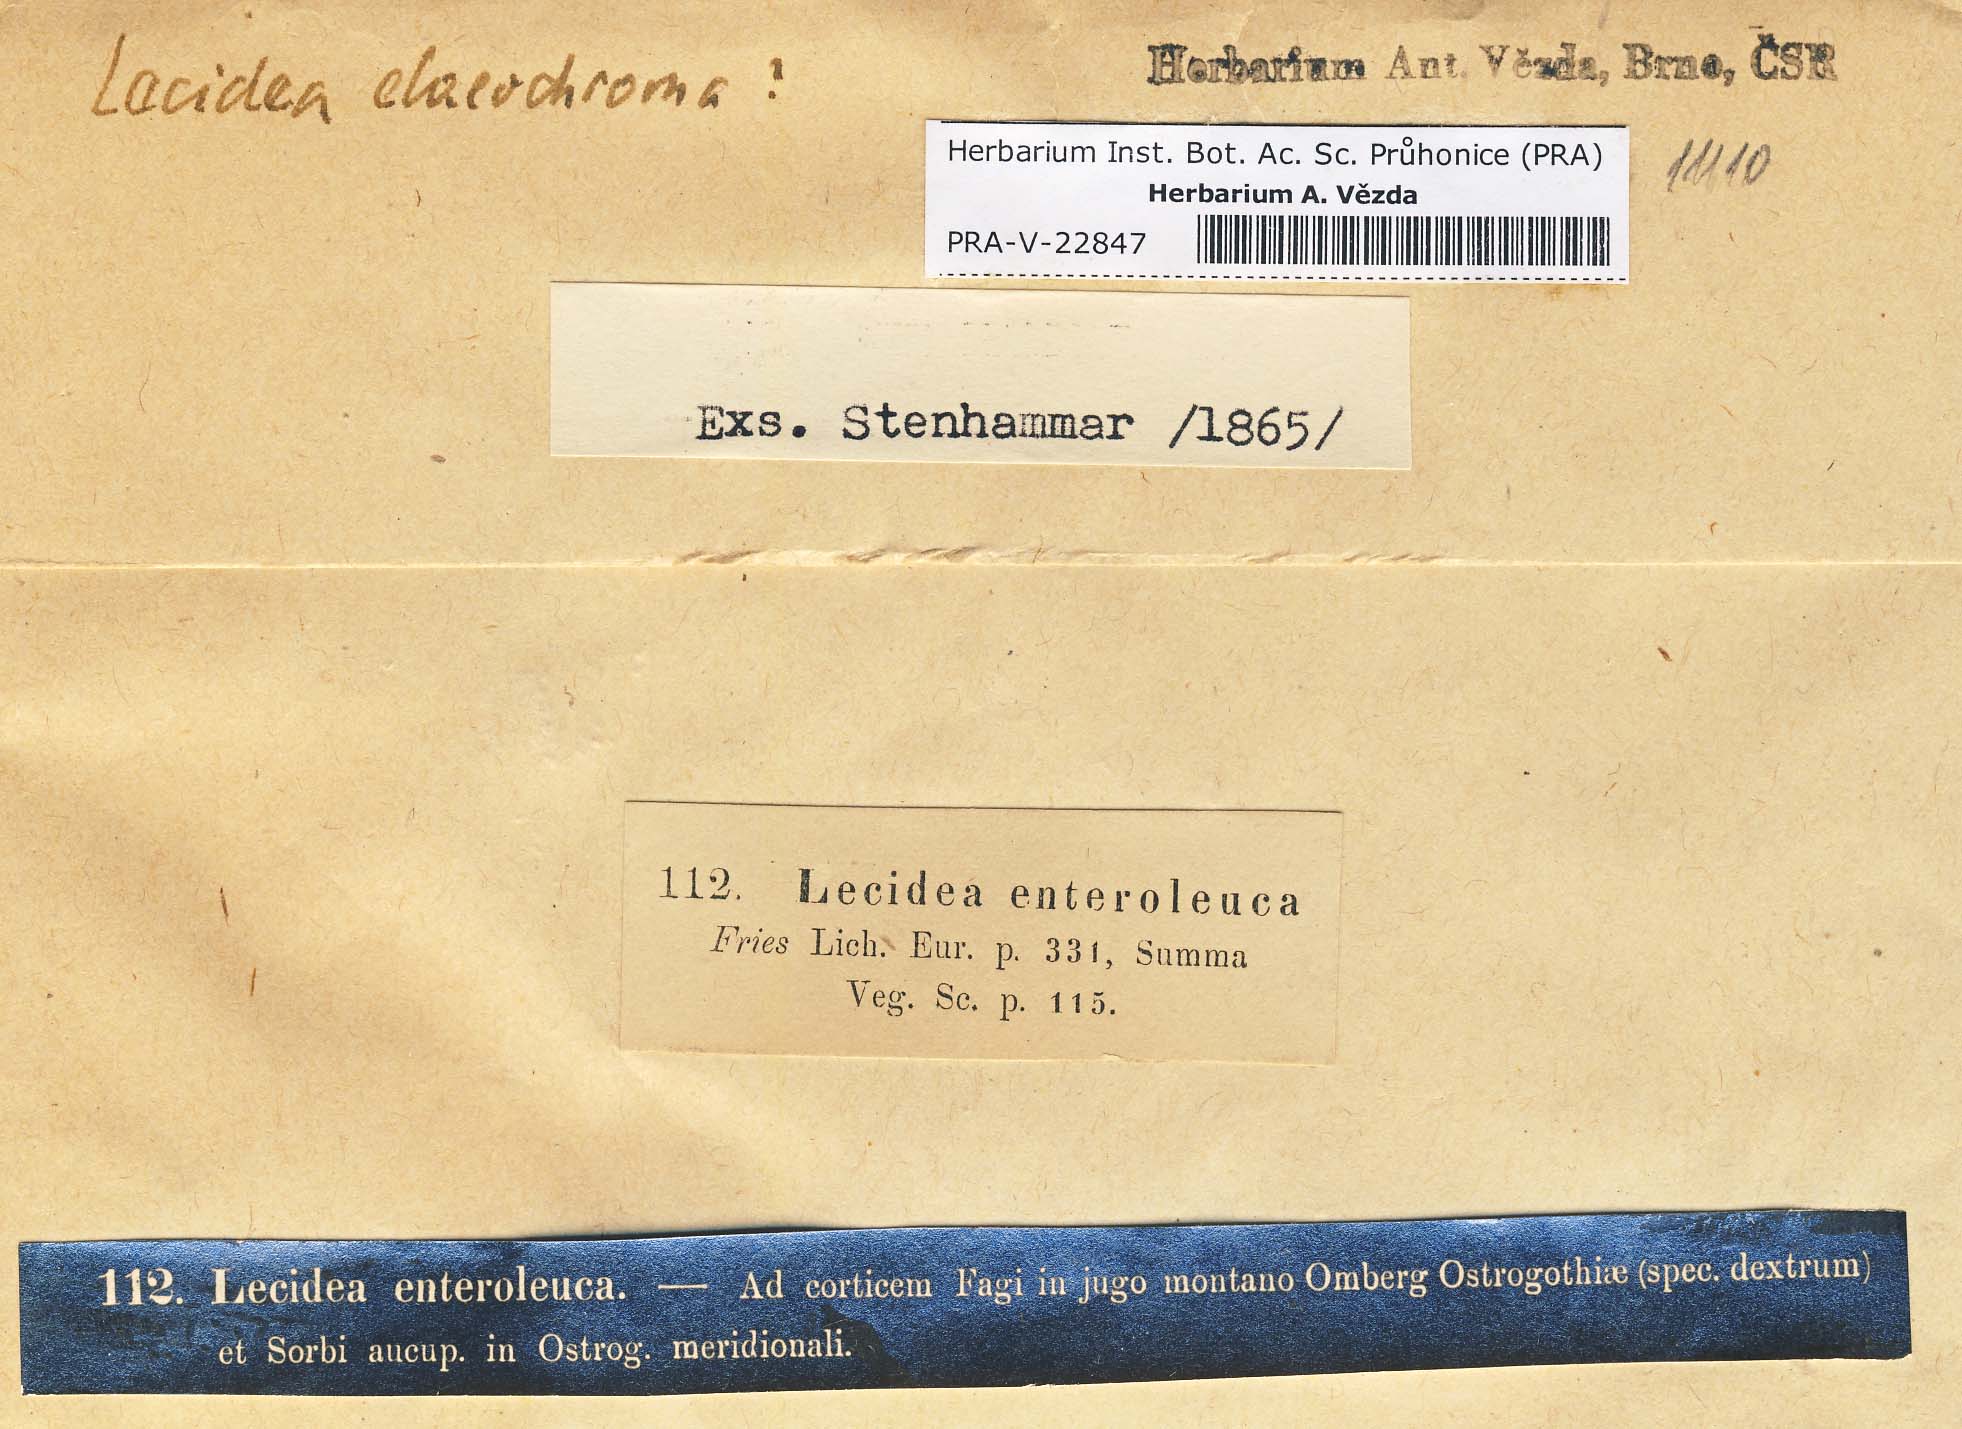 Lecidea elaeochroma !
Herbarium Ant. Vězda, Brno, ČSR
Herbarium Inst. Bot. Ac. Sc. Průhonice (PRA)
Herbarium A. Vězda
PRA-V-22847
Exs. Stenhammar /1865/
112. Lecidea enteroleuca
Fries Lich. Eur. p. 331, Summa
Veg. Sc. p. 115.
112. Lecidea enteroleuca. — Ad corticem Fagi in jugo montano Omberg Ostrogothiæ (spec. dextrum)
et Sorbi aucup. in Ostrog. meridionali.